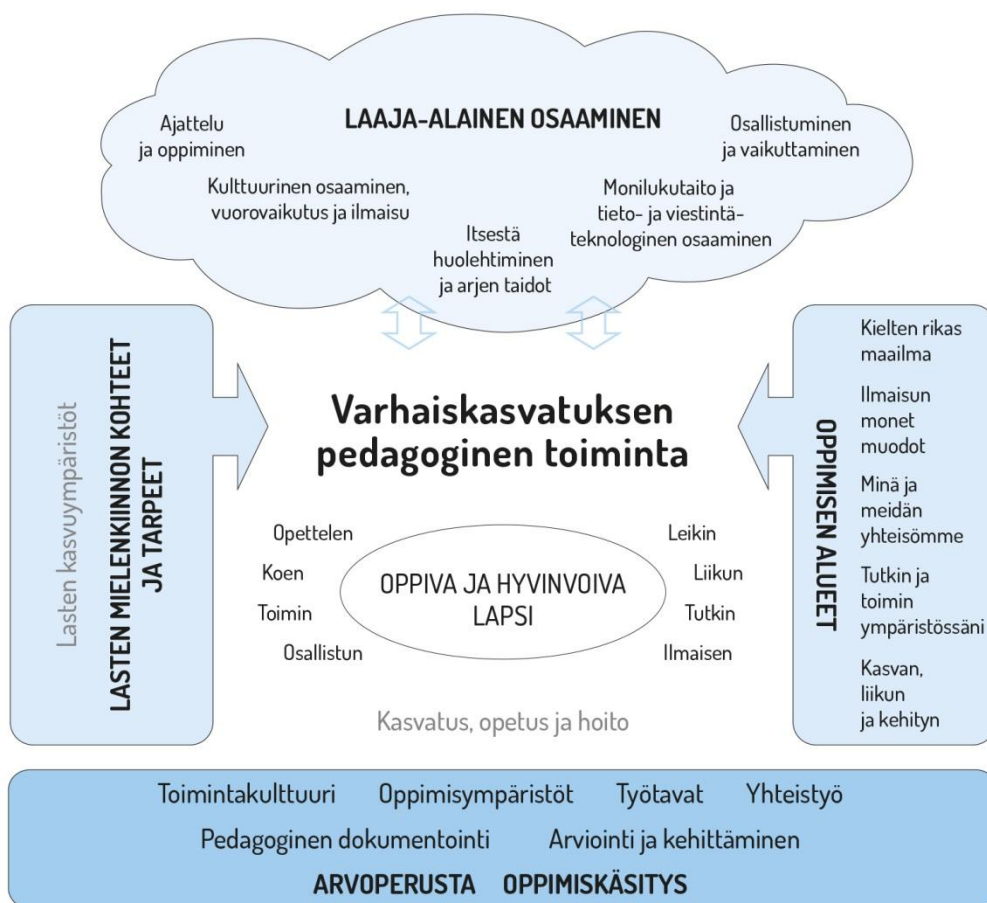 LAAJA-ALAINEN OSAAMINEN
Ajattelu
ja oppiminen
Kulttuurinen osaaminen,
vuorovaikutus ja ilmaisu
Itsestä
huolehtiminen
ja arjen taidot
Monilukutaito ja
tieto- ja viestintä-
teknologinen osaaminen
Osallistuminen
ja vaikuttaminen
Lasten kasvuympäristöt
LASTEN MIELENKIINNON KOHTEET
JA TARPEET
Varhaiskasvatuksen
pedagoginen toiminta
Opettelen
Koen
Toimin
Osallistun
OPPIVA JA HYVINVOIVA
LAPSI
Leikin
Liikun
Tutkin
Ilmaisen
Kasvatus, opetus ja hoito
OPPIMISEN ALUEET
Kielten rikas
maailma
Ilmaisun
monet
muodot
Minä ja
meidän
yhteisömme
Tutkin ja
toimin
ympäristössäni
Kasvan,
liikun
ja kehityn
Toimintakulttuuri Oppimisympäristöt Työtavat Yhteistyö
Pedagoginen dokumentointi Arviointi ja kehittäminen
ARVOPERUSTA OPPIMISKÄSITYS